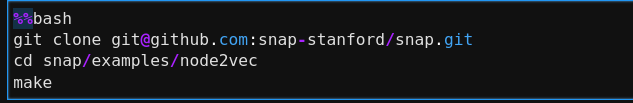 %%bash
git clone git@github.com:snap-stanford/snap.git
cd snap/examples/node2vec
make